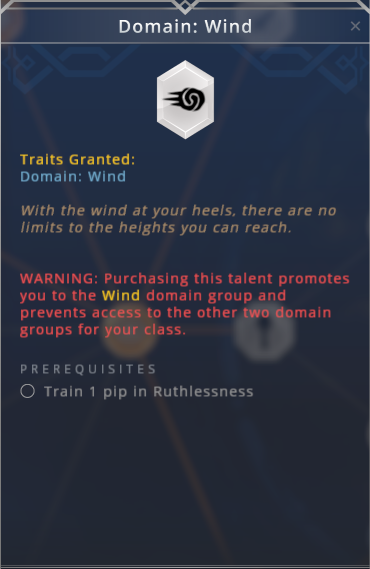 Domain: Wind
Traits Granted:
Domain: Wind
With the wind at your heels, there are no
limits to the heights you can reach.
WARNING: Purchasing this talent promotes
you to the Wind domain group and
prevents access to the other two domain
groups for your class.
PREREQUISITES
Train 1 pip in Ruthlessness